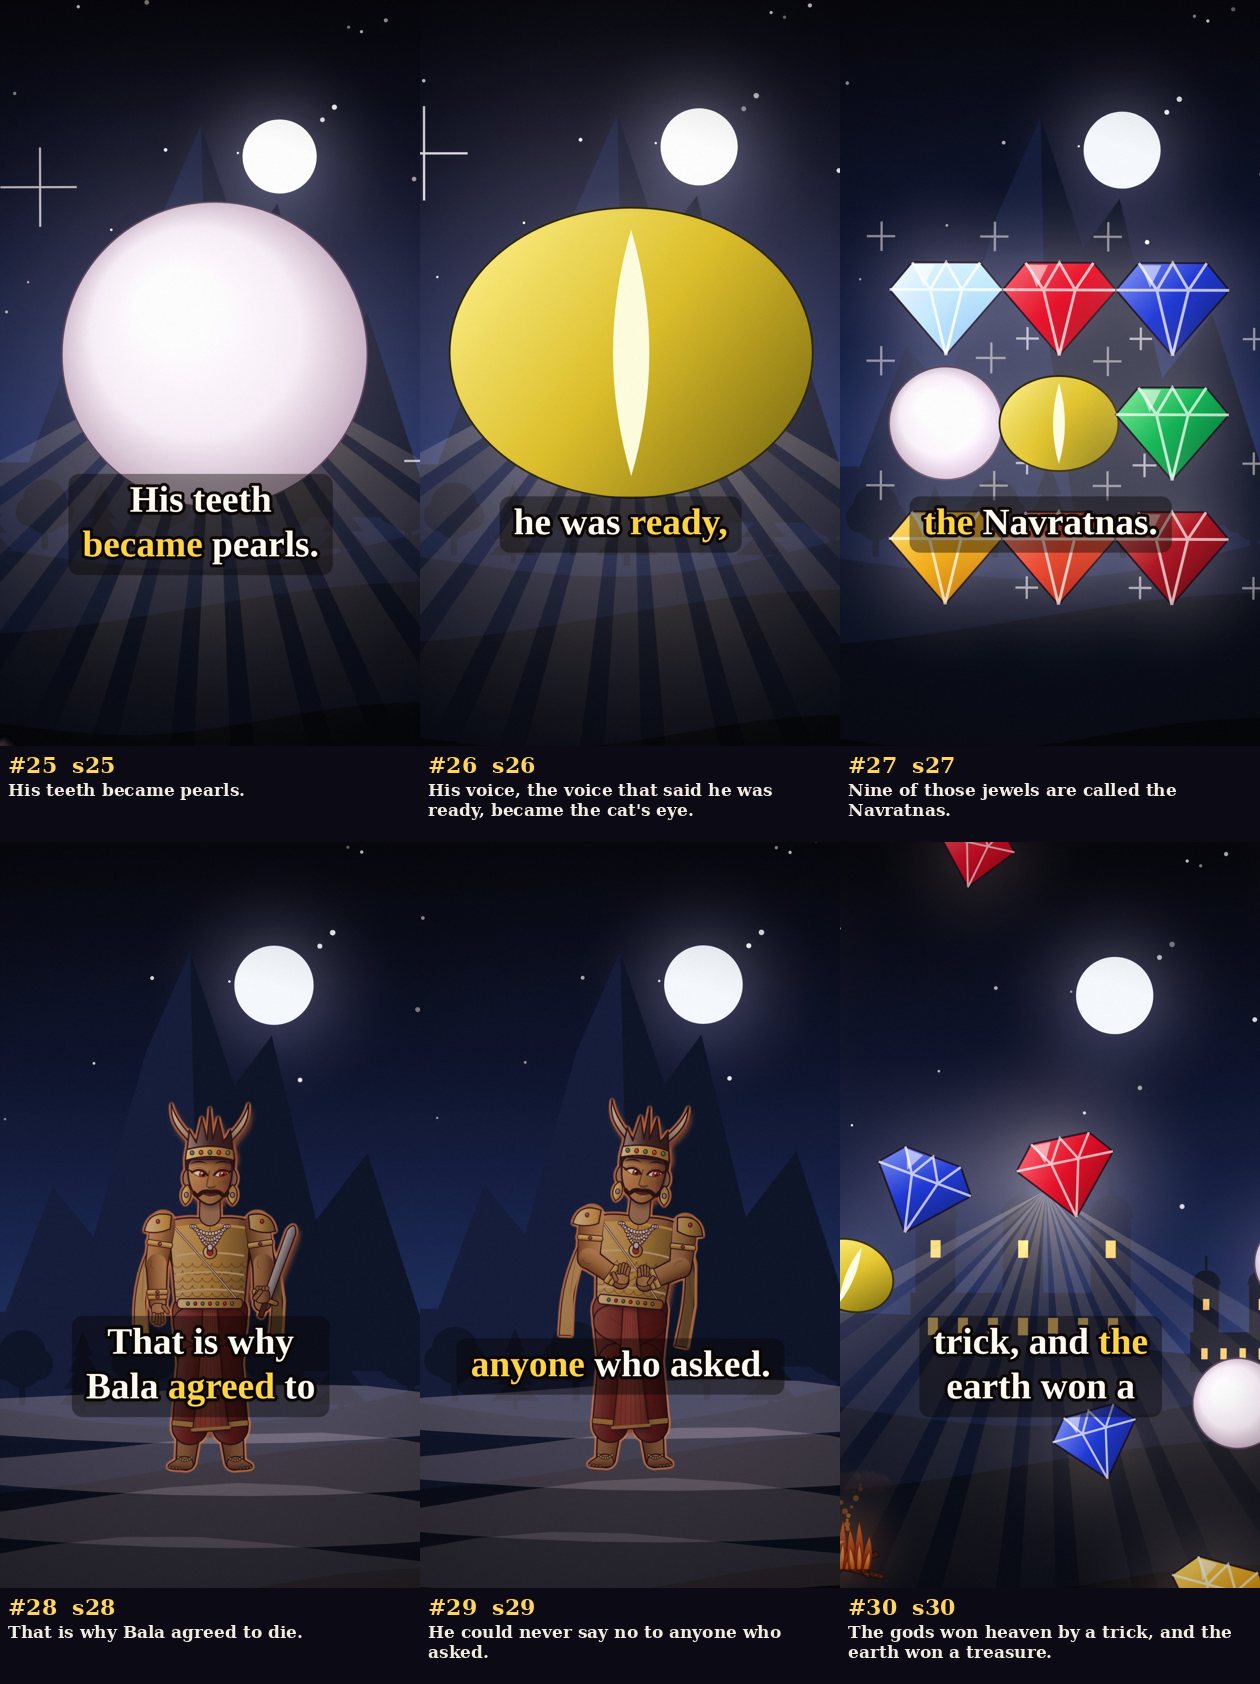 His teeth
became pearls.
#25 s25
His teeth became pearls.
he was ready,
#26 s26
His voice, the voice that said he was
ready, became the cat's eye.
the Navratnas.
#27 s27
Nine of those jewels are called the
Navratnas.
That is why
Bala agreed to
#28 s28
That is why Bala agreed to die.
anyone who asked.
#29 s29
He could never say no to anyone who
asked.
trick, and the
earth won a
#30 s30
The gods won heaven by a trick, and the
earth won a treasure.